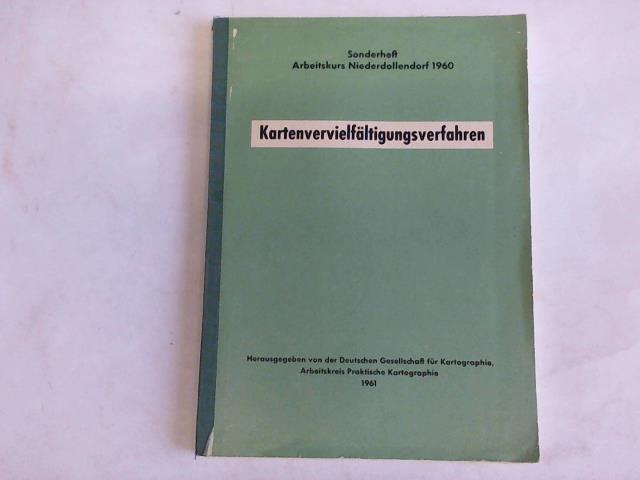 Sonderheft
Arbeitskurs Niederdollendorf 1960
Kartenvervielfältigungsverfahren
Herausgegeben von der Deutschen Gesellschaft für Kartographie,
Arbeitskreis Praktische Kartographie
1961